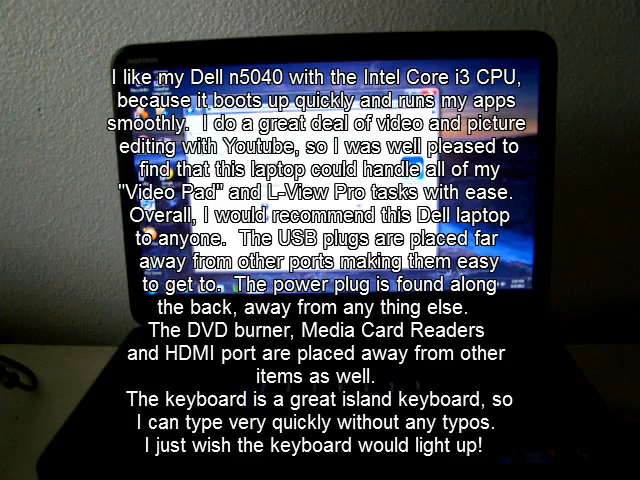 I like my Dell n5040 with the Intel Core i3 CPU,
because it boots up quickly and runs my apps
smoothly.  I do a great deal of video and picture
editing with Youtube, so I was well pleased to
find that this laptop could handle all of my
"Video Pad" and L-View Pro tasks with ease.
Overall, I would recommend this Dell laptop
to anyone.  The USB plugs are placed far
away from other ports making them easy
to get to.  The power plug is found along
the back, away from any thing else.
The DVD burner, Media Card Readers
and HDMI port are placed away from other
items as well.
The keyboard is a great island keyboard, so
I can type very quickly without any typos.
I just wish the keyboard would light up!